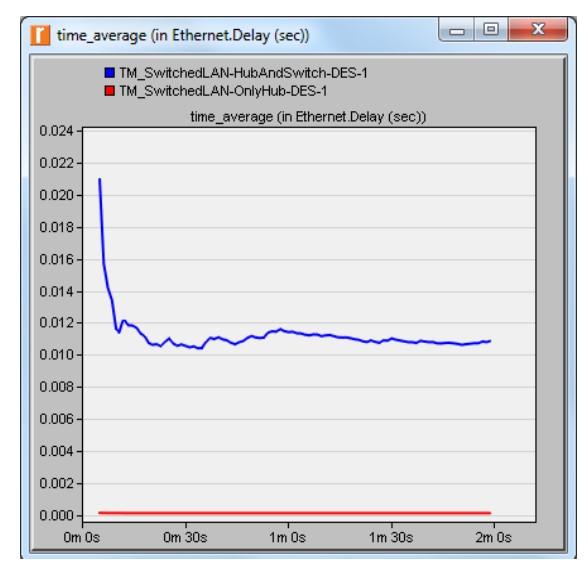 time_average (in Ethernet.Delay (sec))
TM_SwitchedLAN-HubAndSwitch-DES-1
TM_SwitchedLAN-OnlyHub-DES-1
time_average (in Ethernet.Delay (sec))
0.024
0.022
0.020
0.018
0.016
0.014
0.012
0.010
0.008
0.006
0.004
0.002
0.000
0m 0s 0m 30s 1m 0s 1m 30s 2m 0s